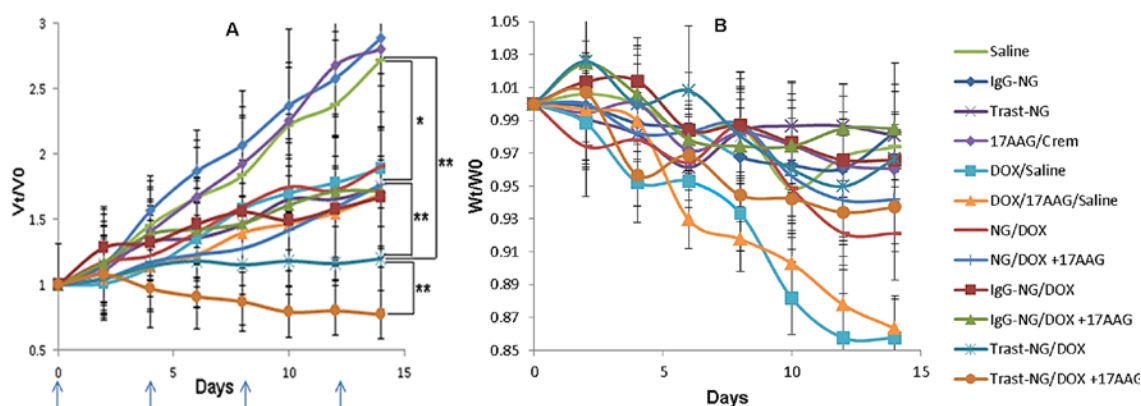 A
Vt/Vo
3
2.5
2
1.5
1
0.5
0
5
10
15
Days
*
**
**
**
B
Wt/W0
1.05
1.03
1.01
0.99
0.97
0.95
0.93
0.91
0.89
0.87
0.85
0
5
10
15
Days
Saline
IgG-NG
Trast-NG
17AAG/Crem
DOX/Saline
DOX/17AAG/Saline
NG/DOX
NG/DOX +17AAG
IgG-NG/DOX
IgG-NG/DOX +17AAG
Trast-NG/DOX
Trast-NG/DOX +17AAG